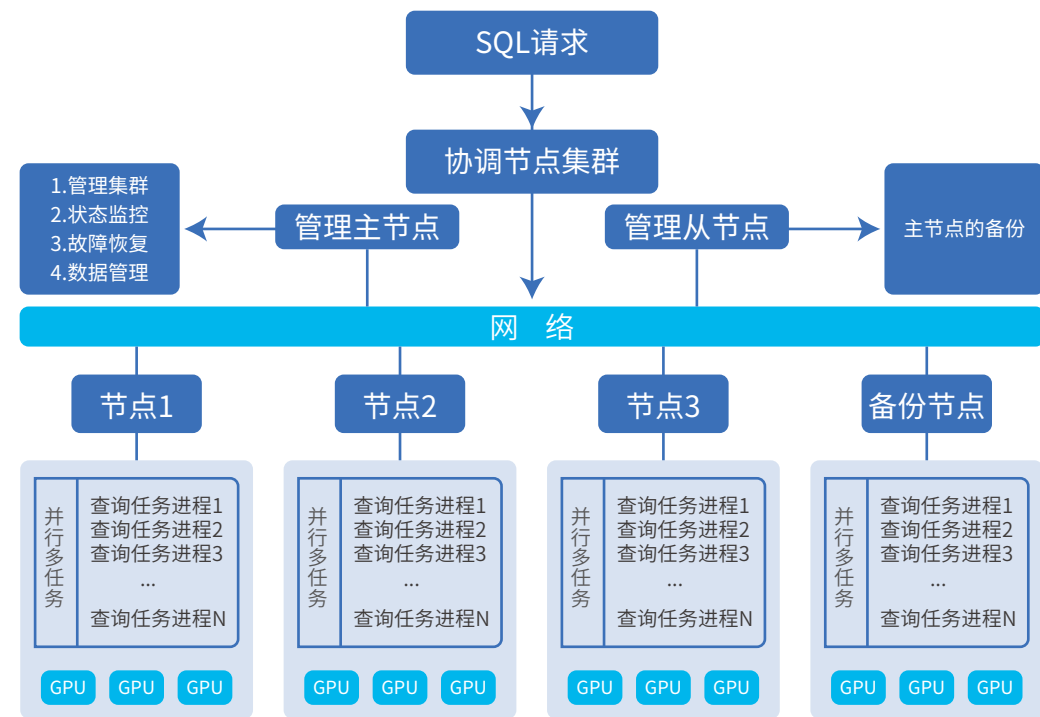 SQL请求
协调节点集群
1.管理集群
2.状态监控
3.故障恢复
4.数据管理
管理主节点
管理从节点
主节点的备份
网 络
节点1
节点2
节点3
备份节点
并行多任务
查询任务进程1
查询任务进程2
查询任务进程3
...
查询任务进程N
GPU GPU GPU
并行多任务
查询任务进程1
查询任务进程2
查询任务进程3
...
查询任务进程N
GPU GPU GPU
并行多任务
查询任务进程1
查询任务进程2
查询任务进程3
...
查询任务进程N
GPU GPU GPU
并行多任务
查询任务进程1
查询任务进程2
查询任务进程3
...
查询任务进程N
GPU GPU GPU